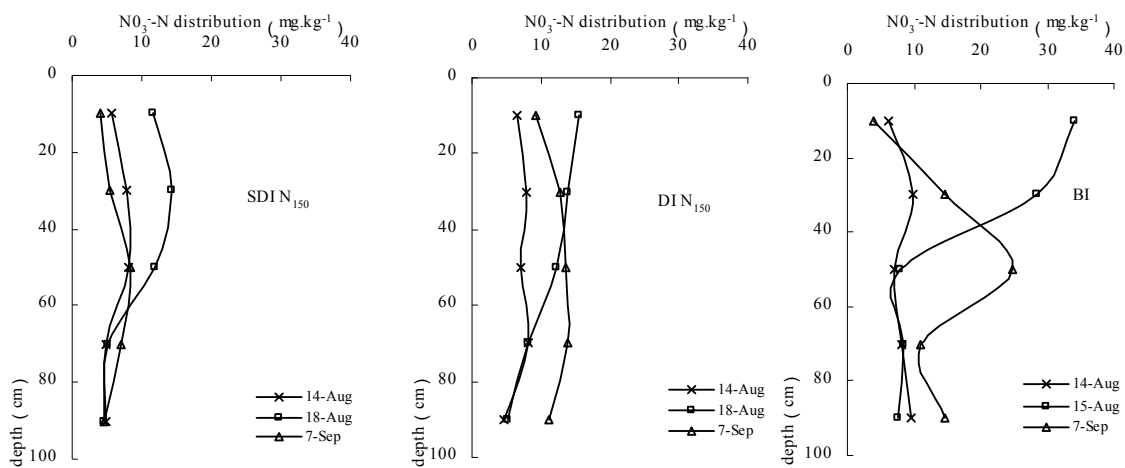 N0₃⁻-N distribution ( mg.kg⁻¹ )
0 10 20 30 40
0
20
40
60
80
100
depth ( cm )
SDI N₁₅₀
14-Aug
18-Aug
7-Sep
N0₃⁻-N distribution ( mg.kg⁻¹ )
0 10 20 30 40
0
20
40
60
80
100
depth ( cm )
DI N₁₅₀
14-Aug
18-Aug
7-Sep
N0₃⁻-N distribution ( mg.kg⁻¹ )
0 10 20 30 40
0
20
40
60
80
100
depth ( cm )
BI
14-Aug
15-Aug
7-Sep